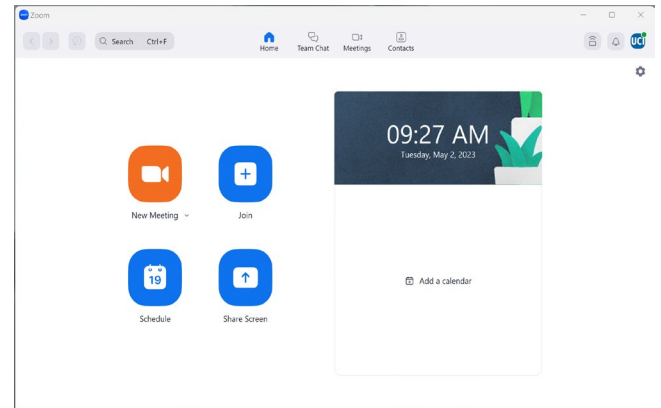 Zoom
Search Ctrl+F
Home
Team Chat
Meetings
Contacts
UCI
09:27 AM
Tuesday, May 2, 2023
New Meeting
Join
19
Schedule
Share Screen
Add a calendar